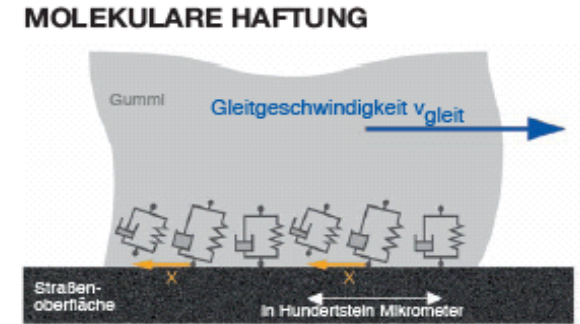 MOLEKULARE HAFTUNG
Gummi
Gleitgeschwindigkeit vgleit
X
X
Straßen-
oberfläche
in Hundertstein Mikrometer